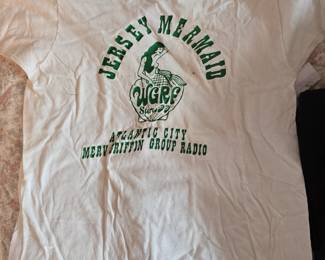 JERSEY MERMAID
WGRF
ATLANTIC CITY
MERV GRIFFIN GROUP RADIO